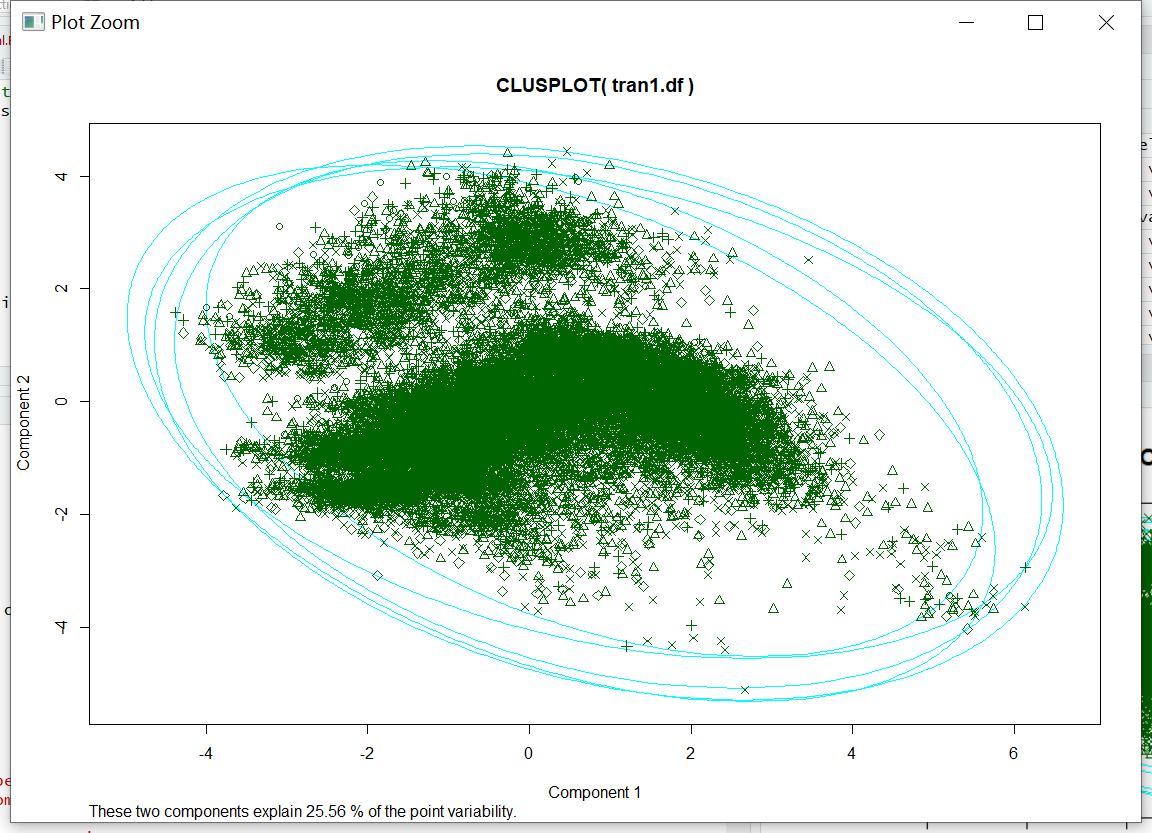 Plot Zoom
CLUSPLOT( tran1.df )
4
2
0
-2
-4
Component 2
-4
-2
0
2
4
6
Component 1
These two components explain 25.56 % of the point variability.